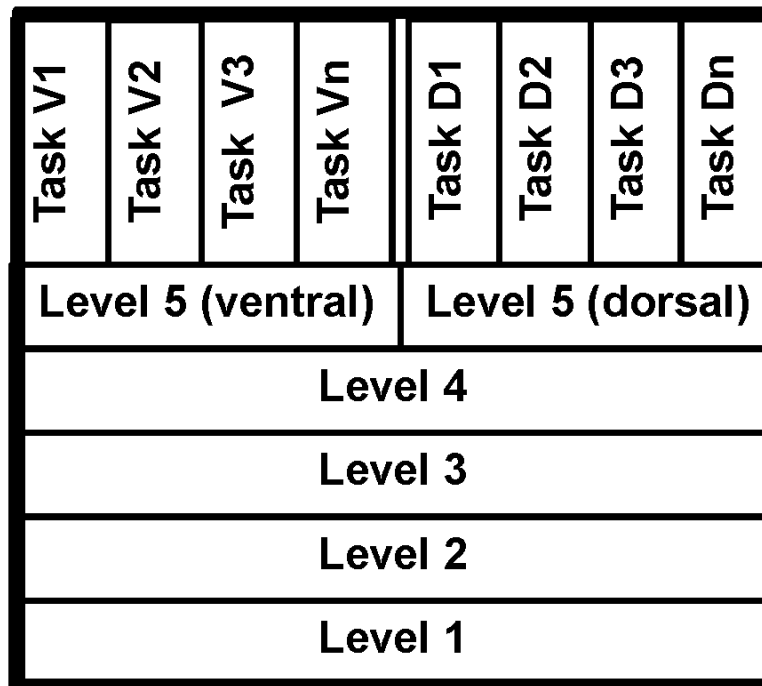 Task V1
Task V2
Task V3
Task Vn
Task D1
Task D2
Task D3
Task Dn
Level 5 (ventral)
Level 5 (dorsal)
Level 4
Level 3
Level 2
Level 1